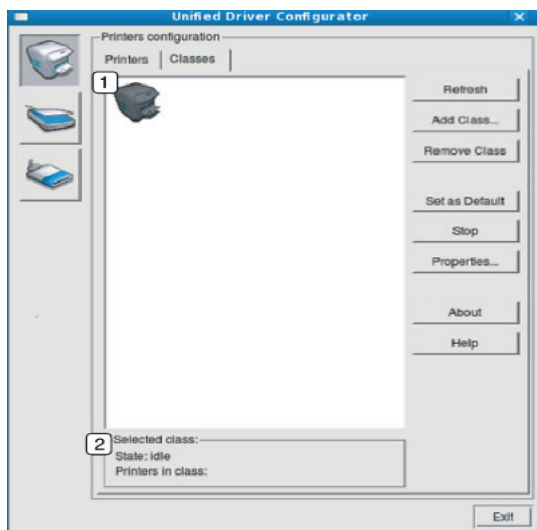 Unified Driver Configurator
Printers configuration
Printers Classes
1
Refresh
Add Class...
Remove Class
Set as Default
Stop
Properties...
About
Help
2
Selected class:
State: idle
Printers in class:
Exit